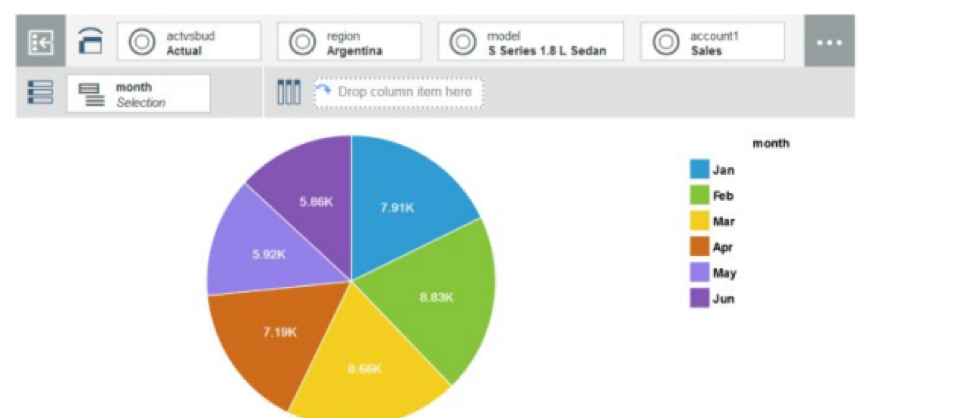 actvsbud
Actual
region
Argentina
model
S Series 1.8 L Sedan
account1
Sales
month
Selection
Drop column item here
month
Jan
Feb
Mar
Apr
May
Jun
5.86K
7.91K
5.92K
8.83K
7.19K
8.66K